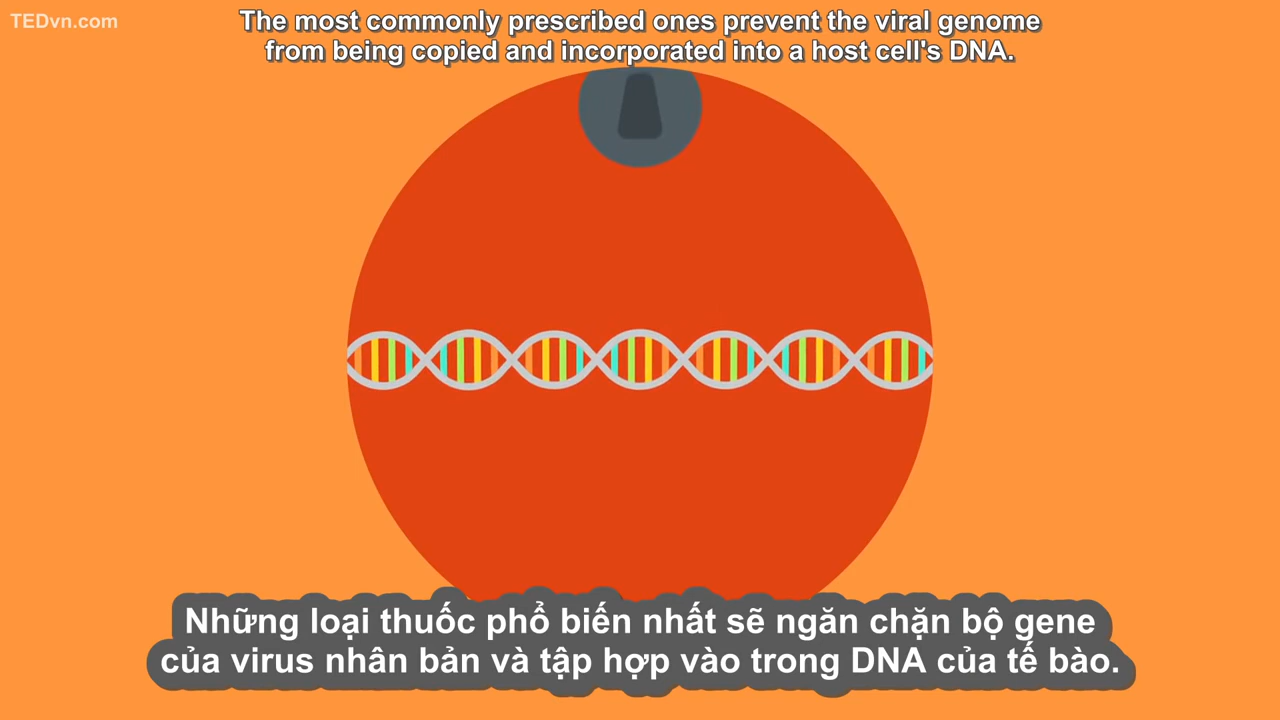 TEDvn.com
The most commonly prescribed ones prevent the viral genome
from being copied and incorporated into a host cell's DNA.
Những loại thuốc phổ biến nhất sẽ ngăn chặn bộ gene
của virus nhân bản và tập hợp vào trong DNA của tế bào.